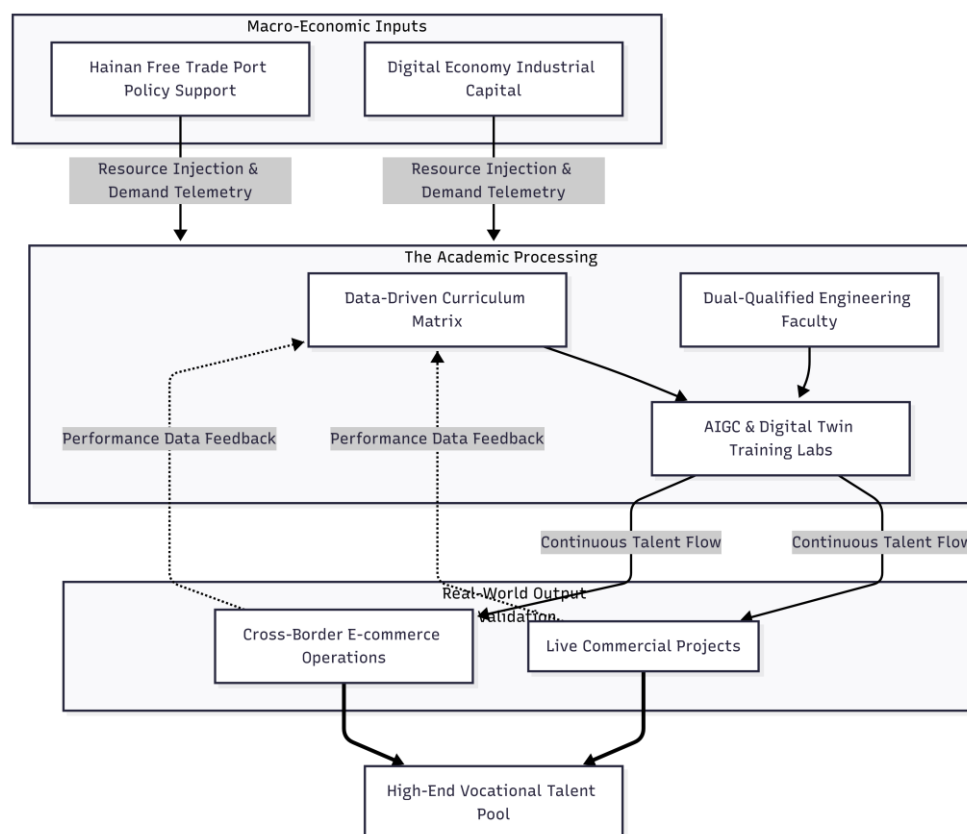 Macro-Economic Inputs
Hainan Free Trade Port
Policy Support
Digital Economy Industrial
Capital
Resource Injection &
Demand Telemetry
Resource Injection &
Demand Telemetry
The Academic Processing
Data-Driven Curriculum
Matrix
Dual-Qualified Engineering
Faculty
AIGC & Digital Twin
Training Labs
Performance Data Feedback
Performance Data Feedback
Continuous Talent Flow
Continuous Talent Flow
Real-World Output
Validation
Cross-Border E-commerce
Operations
Live Commercial Projects
High-End Vocational Talent
Pool